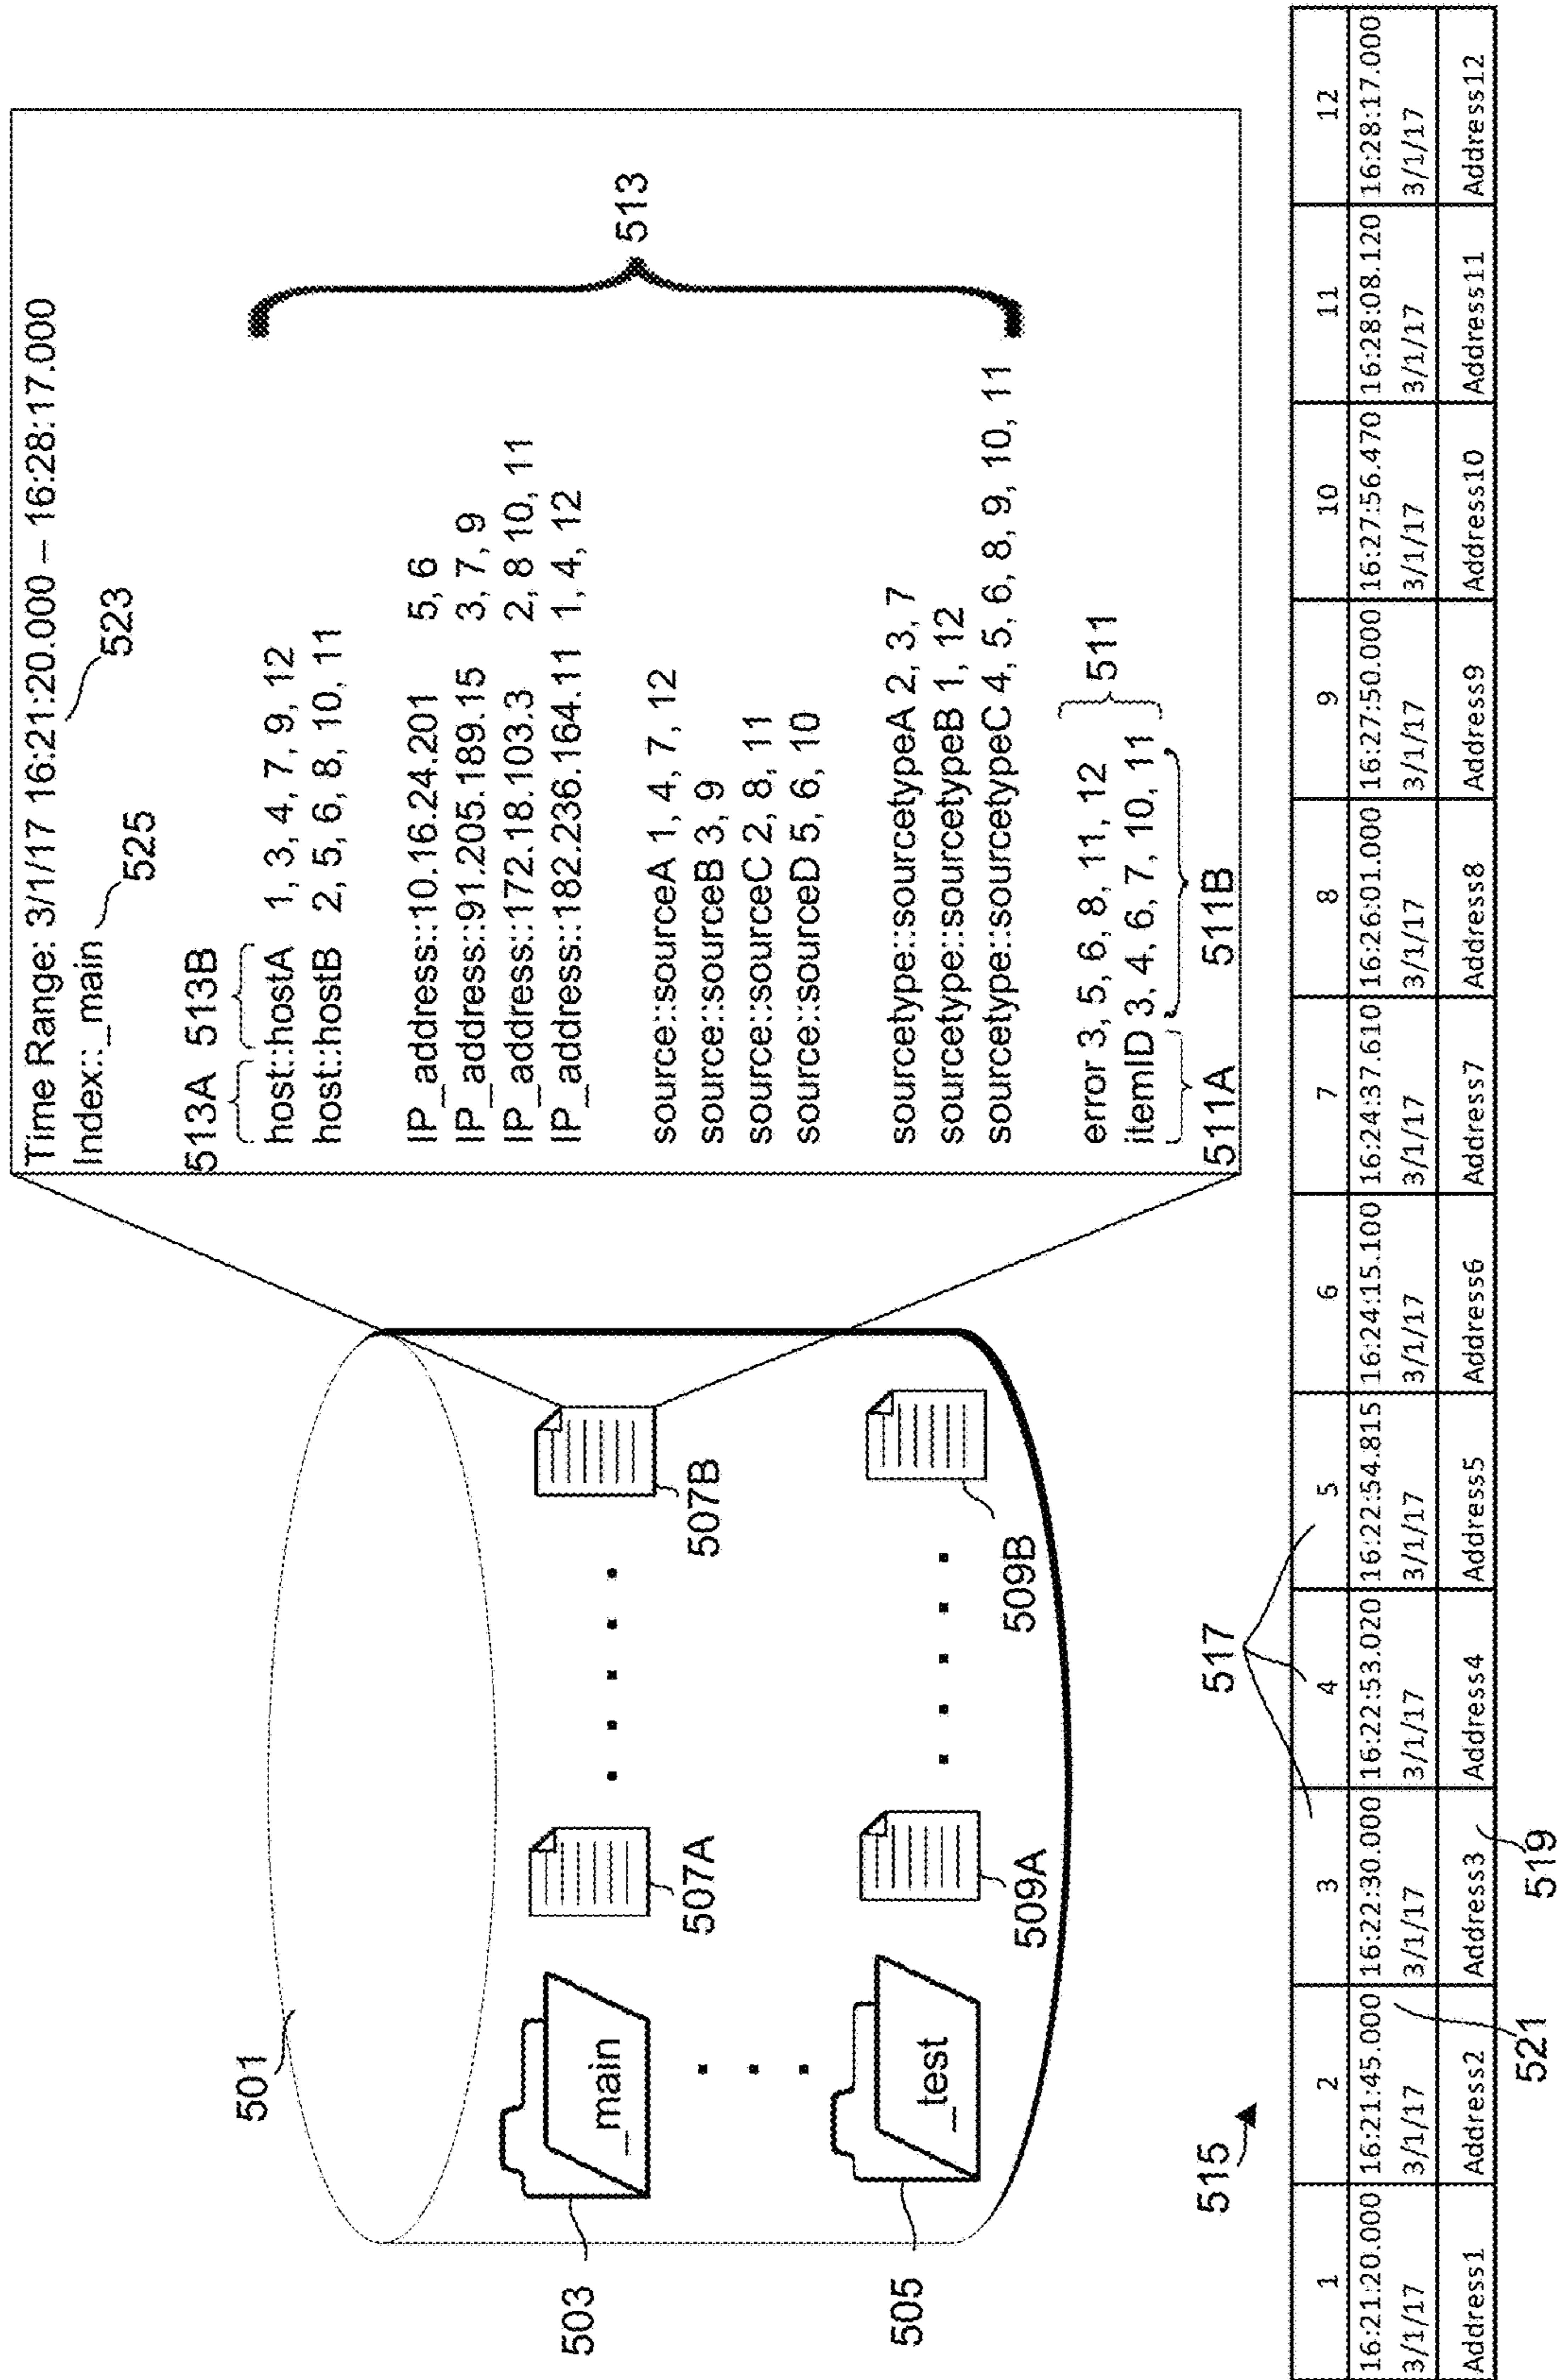 501
503
_main
507A
507B
505
_test
509A
509B
Time Range: 3/1/17 16:21:20.000 – 16:28:17.000
523
Index::_main
525
513A 513B
host::hostA 1, 3, 4, 7, 9, 12
host::hostB 2, 5, 6, 8, 10, 11
IP_address::10.16.24.201 5, 6
IP_address::91.205.189.15 3, 7, 9
IP_address::172.18.103.3 2, 8 10, 11
IP_address::182.236.164.11 1, 4, 12
513
source::sourceA 1, 4, 7, 12
source::sourceB 3, 9
source::sourceC 2, 8, 11
source::sourceD 5, 6, 10
sourcetype::sourcetypeA 2, 3, 7
sourcetype::sourcetypeB 1, 12
sourcetype::sourcetypeC 4, 5, 6, 8, 9, 10, 11
error 3, 5, 6, 8, 11, 12
itemID 3, 4, 6, 7, 10, 11
511
511A 511B
515
517
1 2 3 4 5 6 7 8 9 10 11 12
16:21:20.000 16:21:45.000 16:22:30.000 16:22:53.020 16:22:54.815 16:24:15.100 16:24:37.610 16:26:01.000 16:27:50.000 16:27:56.470 16:28:08.120 16:28:17.000
3/1/17 3/1/17 3/1/17 3/1/17 3/1/17 3/1/17 3/1/17 3/1/17 3/1/17 3/1/17 3/1/17 3/1/17
Address1 Address2 Address3 Address4 Address5 Address6 Address7 Address8 Address9 Address10 Address11 Address12
521
519